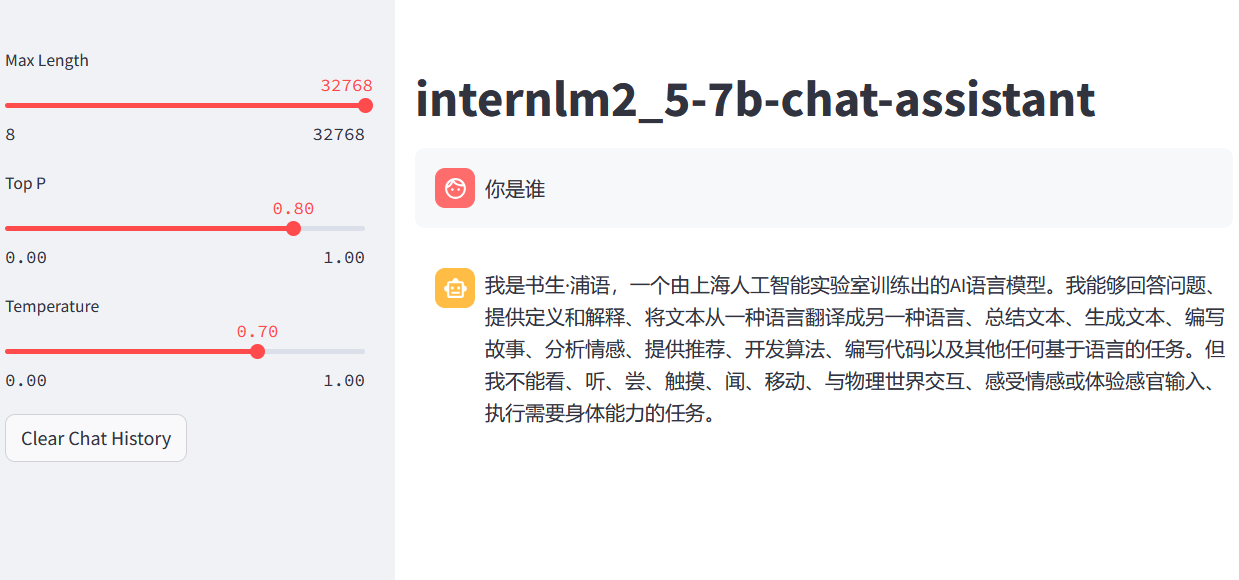 Max Length
32768
8 32768
Top P
0.80
0.00 1.00
Temperature
0.70
0.00 1.00
Clear Chat History
internlm2_5-7b-chat-assistant
你是谁
我是书生·浦语，一个由上海人工智能实验室训练出的AI语言模型。我能够回答问题、
提供定义和解释、将文本从一种语言翻译成另一种语言、总结文本、生成文本、编写
故事、分析情感、提供推荐、开发算法、编写代码以及其他任何基于语言的任务。但
我不能看、听、尝、触摸、闻、移动、与物理世界交互、感受情感或体验感官输入、
执行需要身体能力的任务。